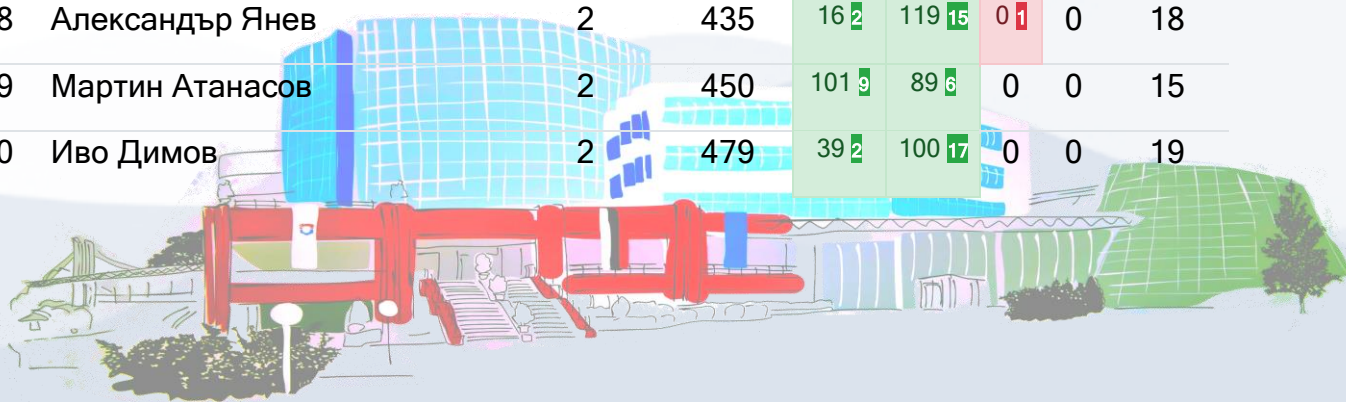 8 Александър Янев 2 435 16 2 119 15 0 1 0 18
9 Мартин Атанасов 2 450 101 9 89 6 0 0 15
0 Иво Димов 2 479 39 2 100 17 0 0 19